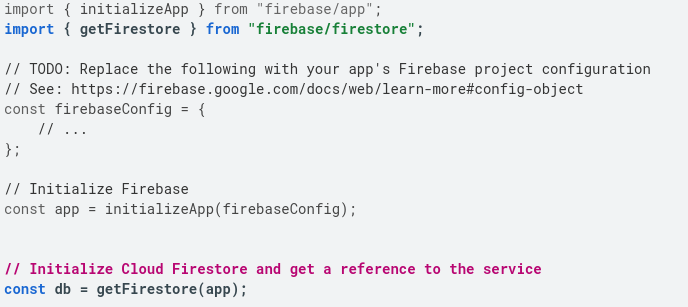 import { initializeApp } from "firebase/app";
import { getFirestore } from "firebase/firestore";
// TODO: Replace the following with your app's Firebase project configuration
// See: https://firebase.google.com/docs/web/learn-more#config-object
const firebaseConfig = {
    // ...
};
// Initialize Firebase
const app = initializeApp(firebaseConfig);
// Initialize Cloud Firestore and get a reference to the service
const db = getFirestore(app);